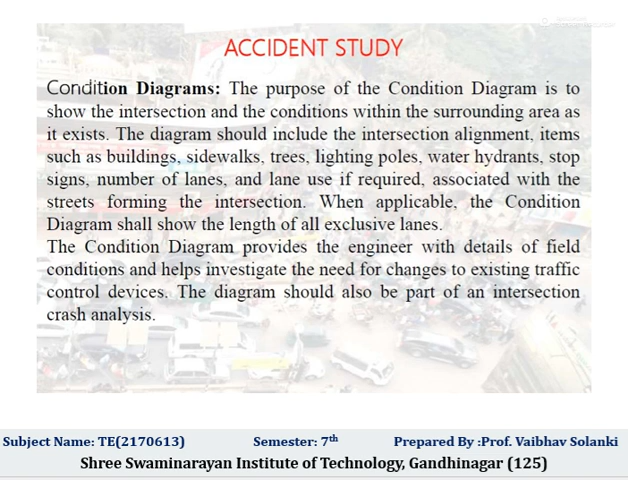 ACCIDENT STUDY
Condition Diagrams: The purpose of the Condition Diagram is to
show the intersection and the conditions within the surrounding area as
it exists. The diagram should include the intersection alignment, items
such as buildings, sidewalks, trees, lighting poles, water hydrants, stop
signs, number of lanes, and lane use if required, associated with the
streets forming the intersection. When applicable, the Condition
Diagram shall show the length of all exclusive lanes.
The Condition Diagram provides the engineer with details of field
conditions and helps investigate the need for changes to existing traffic
control devices. The diagram should also be part of an intersection
crash analysis.
Subject Name: TE(2170613) Semester: 7th Prepared By :Prof. Vaibhav Solanki
Shree Swaminarayan Institute of Technology, Gandhinagar (125)